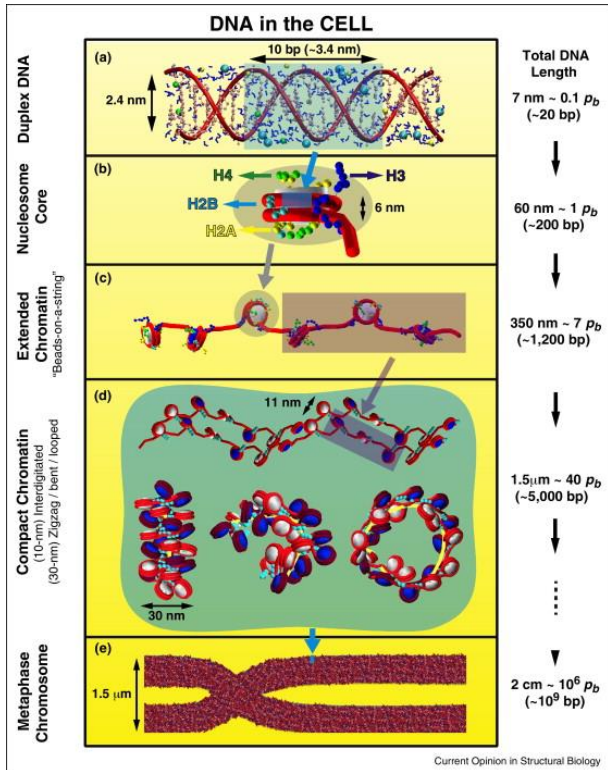 DNA in the CELL
Duplex DNA
(a)
10 bp (~3.4 nm)
2.4 nm
Total DNA
Length
7 nm ~ 0.1 pb
(~20 bp)
Nucleosome
Core
(b)
H4
H3
H2B
6 nm
H2A
60 nm ~ 1 pb
(~200 bp)
Extended
Chromatin
"Beads-on-a-string"
(c)
350 nm ~ 7 pb
(~1,200 bp)
Compact Chromatin
(10-nm) Interdigitated
(30-nm) Zigzag / bent / looped
(d)
11 nm
30 nm
1.5μm ~ 40 pb
(~5,000 bp)
Metaphase
Chromosome
(e)
1.5 μm
2 cm ~ 10⁶ pb
(~10⁹ bp)
Current Opinion in Structural Biology